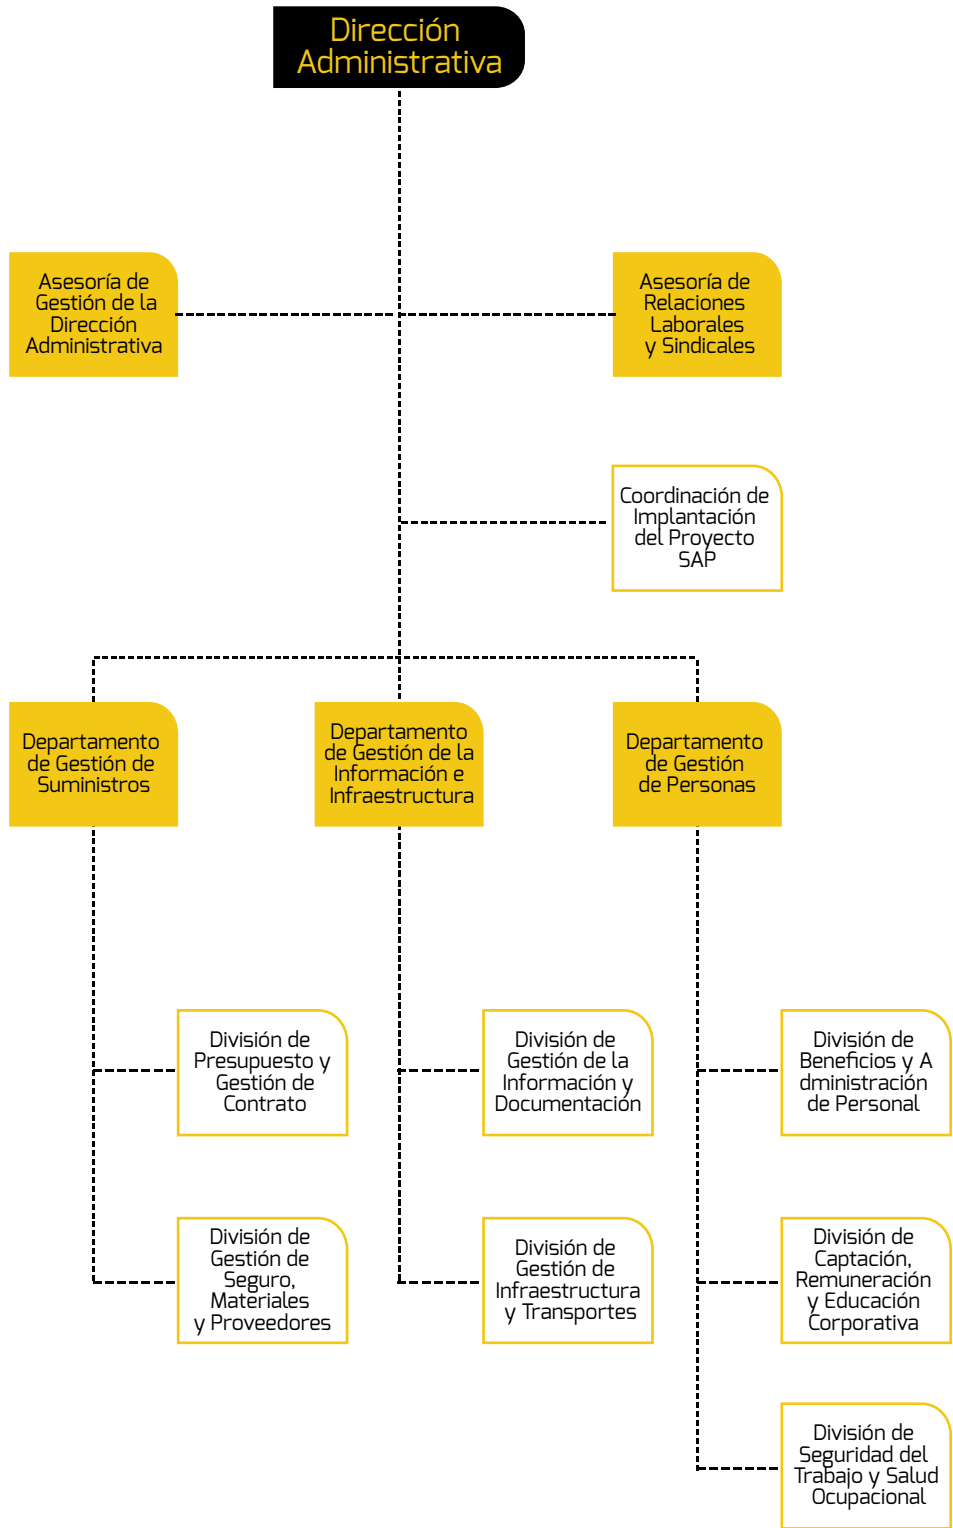 Dirección
Administrativa
Asesoría de
Gestión de la
Dirección
Administrativa
Asesoría de
Relaciones
Laborales
y Sindicales
Coordinación de
Implantación
del Proyecto
SAP
Departamento
de Gestión de
Suministros
Departamento
de Gestión de la
Información e
Infraestructura
Departamento
de Gestión
de Personas
División de
Presupuesto y
Gestión de
Contrato
División de
Gestión de la
Información y
Documentación
División de
Beneficios y A
dministración
de Personal
División de
Gestión de
Seguro,
Materiales
y Proveedores
División de
Gestión de
Infraestructura
y Transportes
División de
Captación,
Remuneración
y Educación
Corporativa
División de
Seguridad del
Trabajo y Salud
Ocupacional